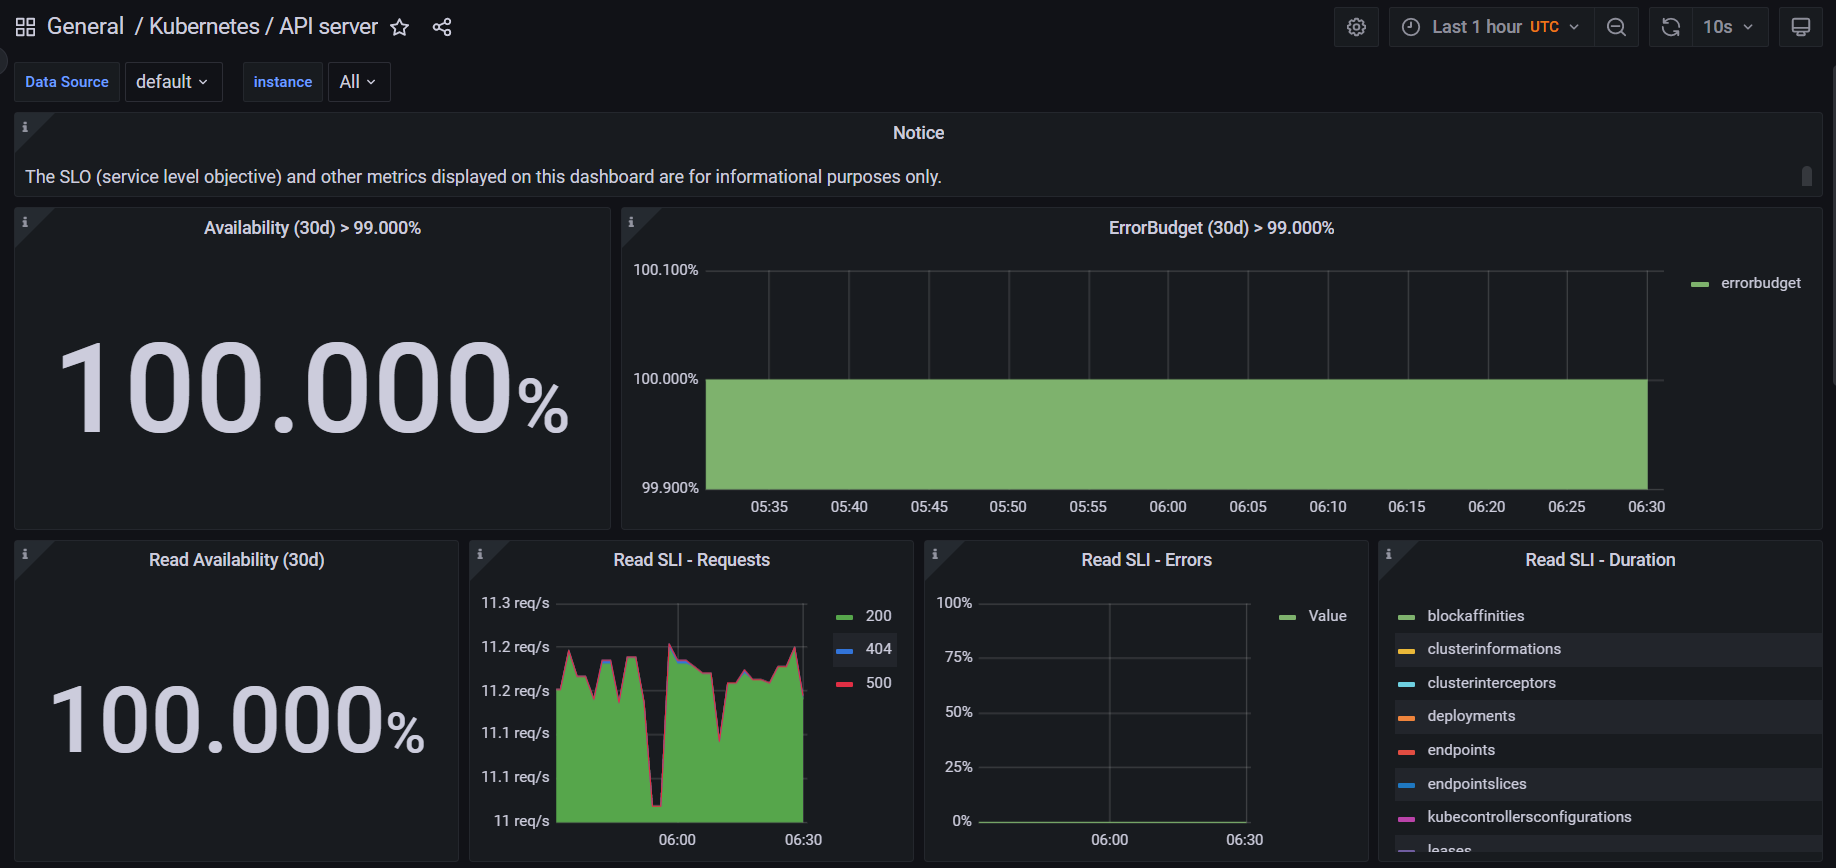 General / Kubernetes / API server
Last 1 hour UTC
10s
Data Source default instance All
Notice
The SLO (service level objective) and other metrics displayed on this dashboard are for informational purposes only.
Availability (30d) > 99.000%
100.000%
ErrorBudget (30d) > 99.000%
100.100%
100.000%
99.900%
05:35 05:40 05:45 05:50 05:55 06:00 06:05 06:10 06:15 06:20 06:25 06:30
errorbudget
Read Availability (30d)
100.000%
Read SLI - Requests
11.3 req/s
11.2 req/s
11.2 req/s
11.1 req/s
11.1 req/s
11 req/s
06:00 06:30
200
404
500
Read SLI - Errors
100%
75%
50%
25%
0%
06:00 06:30
Value
Read SLI - Duration
blockaffinities
clusterinformations
clusterinterceptors
deployments
endpoints
endpointslices
kubecontrollersconfigurations
leases